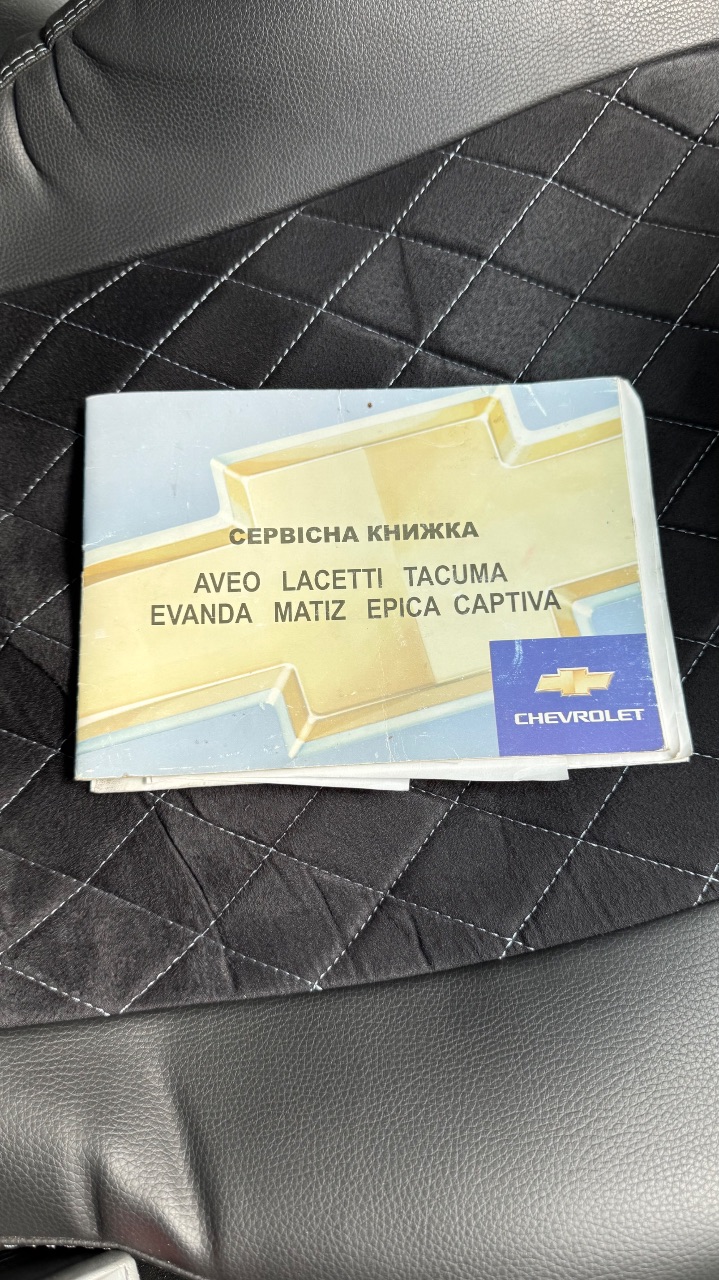 СЕРВІСНА КНИЖКА
AVEO LACETTI TACUMA
EVANDA MATIZ EPICA CAPTIVA
CHEVROLET